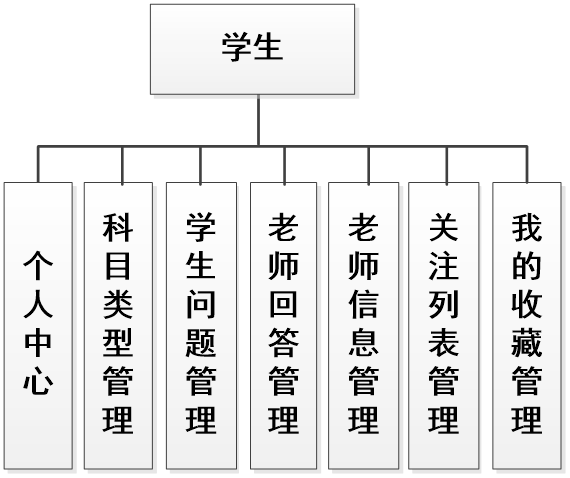 学生
个人中心
科目类型管理
学生问题管理
老师回答管理
老师信息管理
关注列表管理
我的收藏管理